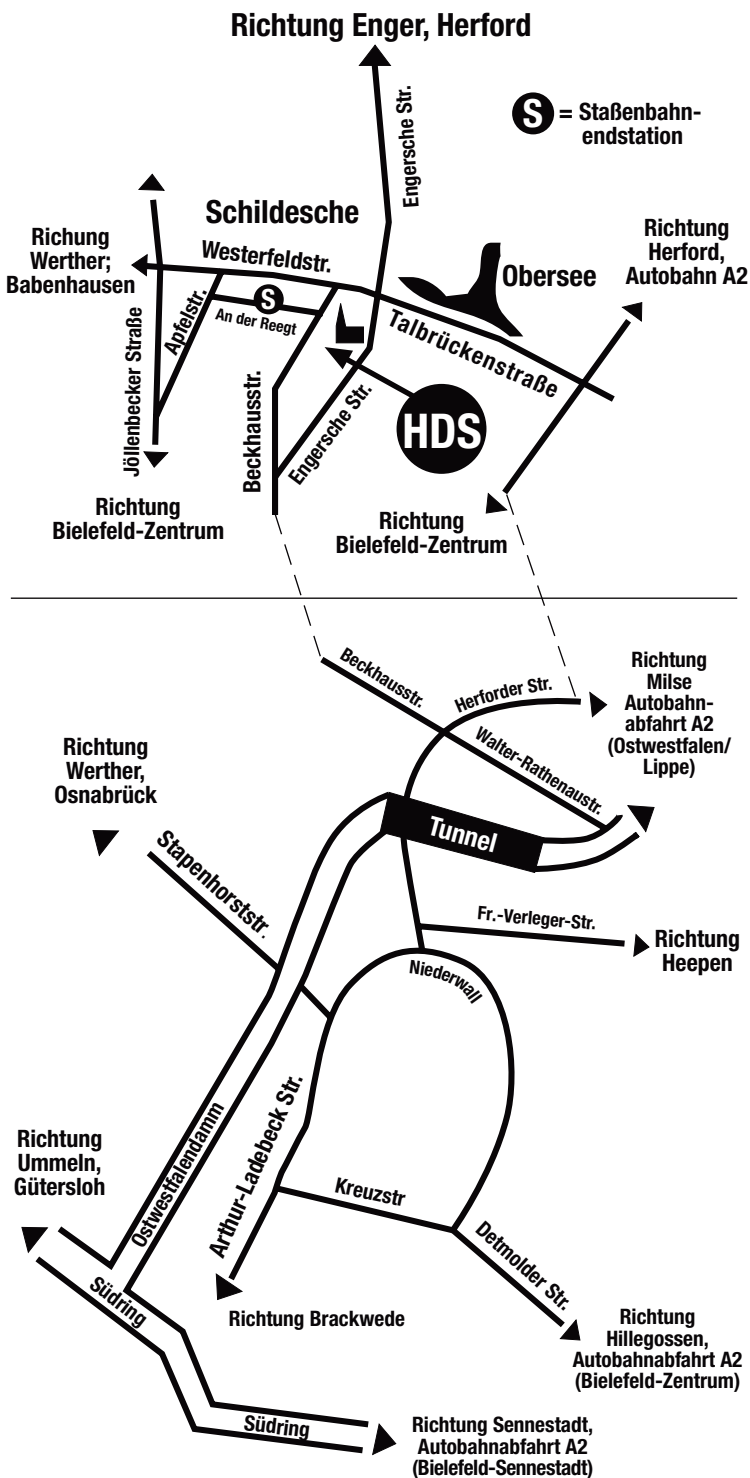 Richtung Enger, Herford
S
= Staßenbahn-
endstation
Engersche Str.
Schildesche
Richung
Werther;
Babenhausen
Westerfeldstr.
Richtung
Herford,
Autobahn A2
Obersee
S
An der Reegt
Apfelstr.
Talbrückenstraße
Jöllenbecker Straße
Beckhausstr.
Engersche Str.
HDS
Richtung
Bielefeld-Zentrum
Richtung
Bielefeld-Zentrum
Beckhausstr.
Herforder Str.
Richtung
Milse
Autobahn-
abfahrt A2
(Ostwestfalen/
Lippe)
Walter-Rathenaustr.
Richtung
Werther,
Osnabrück
Tunnel
Stapenhorststr.
Fr.-Verleger-Str.
Richtung
Heepen
Niederwall
Ostwestfalendamm
Arthur-Ladebeck Str.
Richtung
Ummeln,
Gütersloh
Kreuzstr
Detmolder Str.
Südring
Richtung Brackwede
Richtung
Hillegossen,
Autobahnabfahrt A2
(Bielefeld-Zentrum)
Südring
Richtung Sennestadt,
Autobahnabfahrt A2
(Bielefeld-Sennestadt)